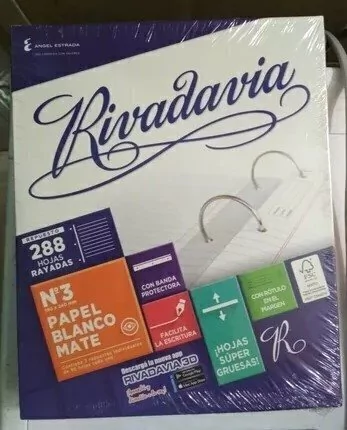 ANGEL ESTRADA
Rivadavia
REPUESTO
288
HOJAS
RAYADAS
Nº3
PAPEL
BLANCO
MATE
CON BANDA
PROTECTORA
FACILITA
LA ESCRITURA
¡HOJAS
SÚPER
GRUESAS!
CON RÓTULO
EN EL
MARGEN
FSC
R
Descargá la nueva app
RIVADAVIA 3D